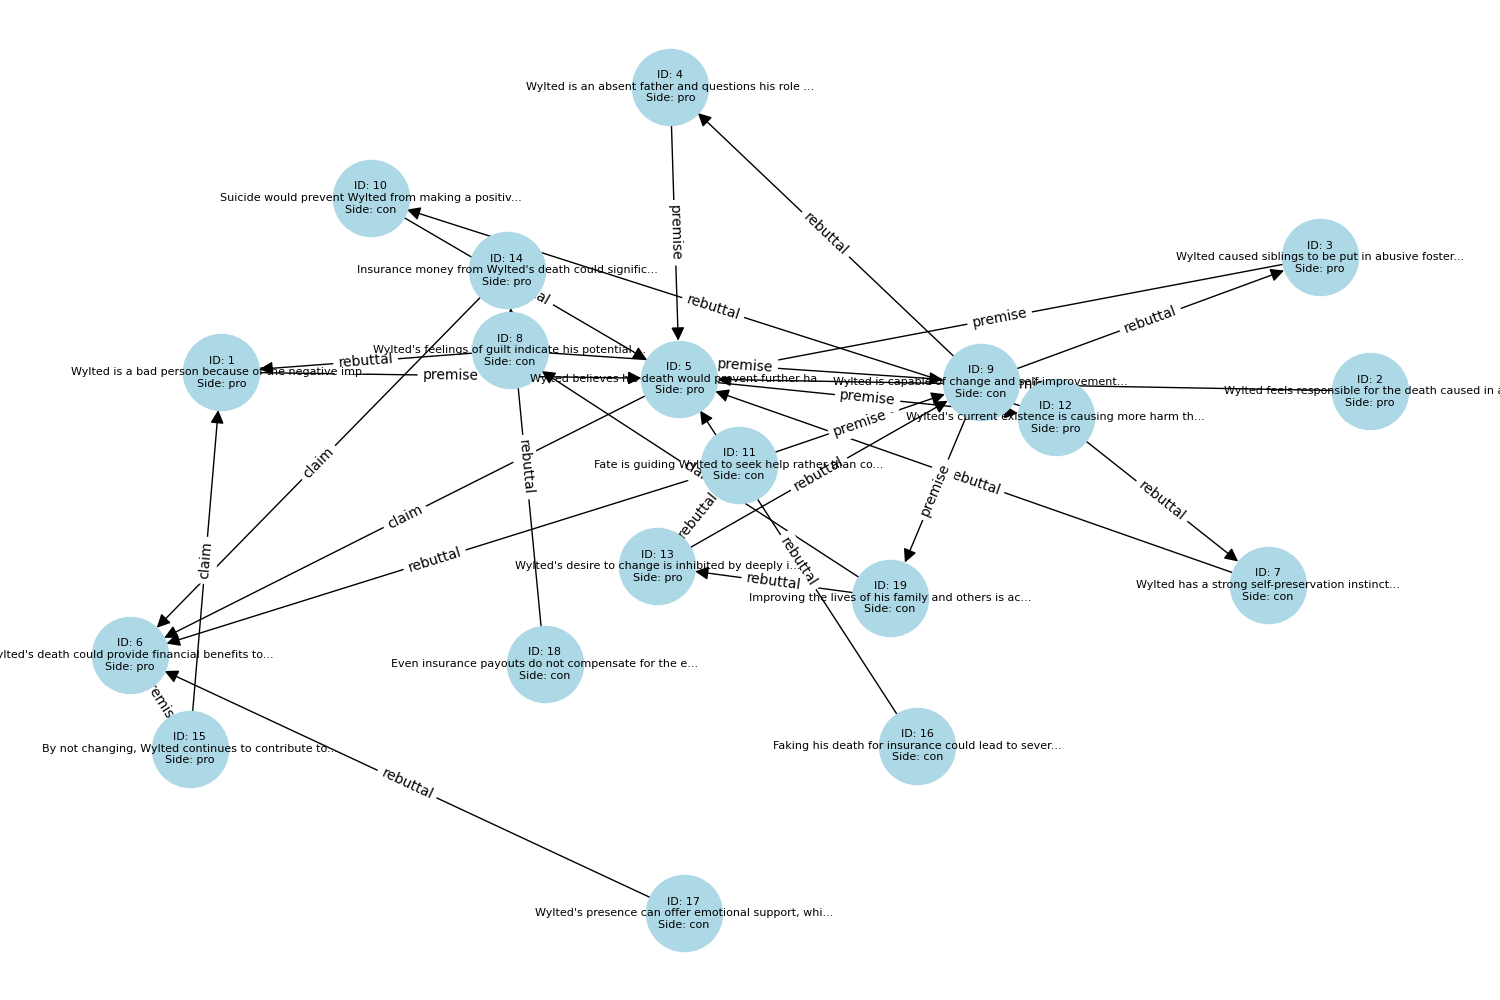 ID: 4
Wylted is an absent father and questions his role ...
Side: pro
ID: 10
Suicide would prevent Wylted from making a positiv...
Side: con
rebuttal
premise
ID: 3
Wylted caused siblings to be put in abusive foster...
Side: pro
ID: 14
Insurance money from Wylted's death could signific...
Side: pro
al
rebuttal
premise
rebuttal
ID: 8
Wylted's feelings of guilt indicate his potential...
Side: con
ID: 1
Wylted is a bad person because of the negative imp...
Side: pro
rebuttal
premise
ID: 5
Wylted believes his death would prevent further ha...
Side: pro
premise
premise
ID: 9
Wylted is capable of change and self-improvement...
Side: con
ID: 2
Wylted feels responsible for the death caused in a
Side: pro
ID: 12
Wylted's current existence is causing more harm th...
Side: pro
premise
ID: 11
Fate is guiding Wylted to seek help rather than co...
Side: con
claim
rebuttal
rebuttal
ebuttal
premise
rebuttal
claim
rebuttal
rebuttal
rebuttal
claim
ID: 13
Wylted's desire to change is inhibited by deeply i...
Side: pro
rebuttal
ID: 19
Improving the lives of his family and others is ac...
Side: con
ID: 7
Wylted has a strong self-preservation instinct...
Side: con
ID: 6
ylted's death could provide financial benefits to...
Side: pro
ID: 18
Even insurance payouts do not compensate for the e...
Side: con
emis
ID: 15
By not changing, Wylted continues to contribute to...
Side: pro
ID: 16
Faking his death for insurance could lead to sever...
Side: con
rebuttal
ID: 17
Wylted's presence can offer emotional support, whi...
Side: con